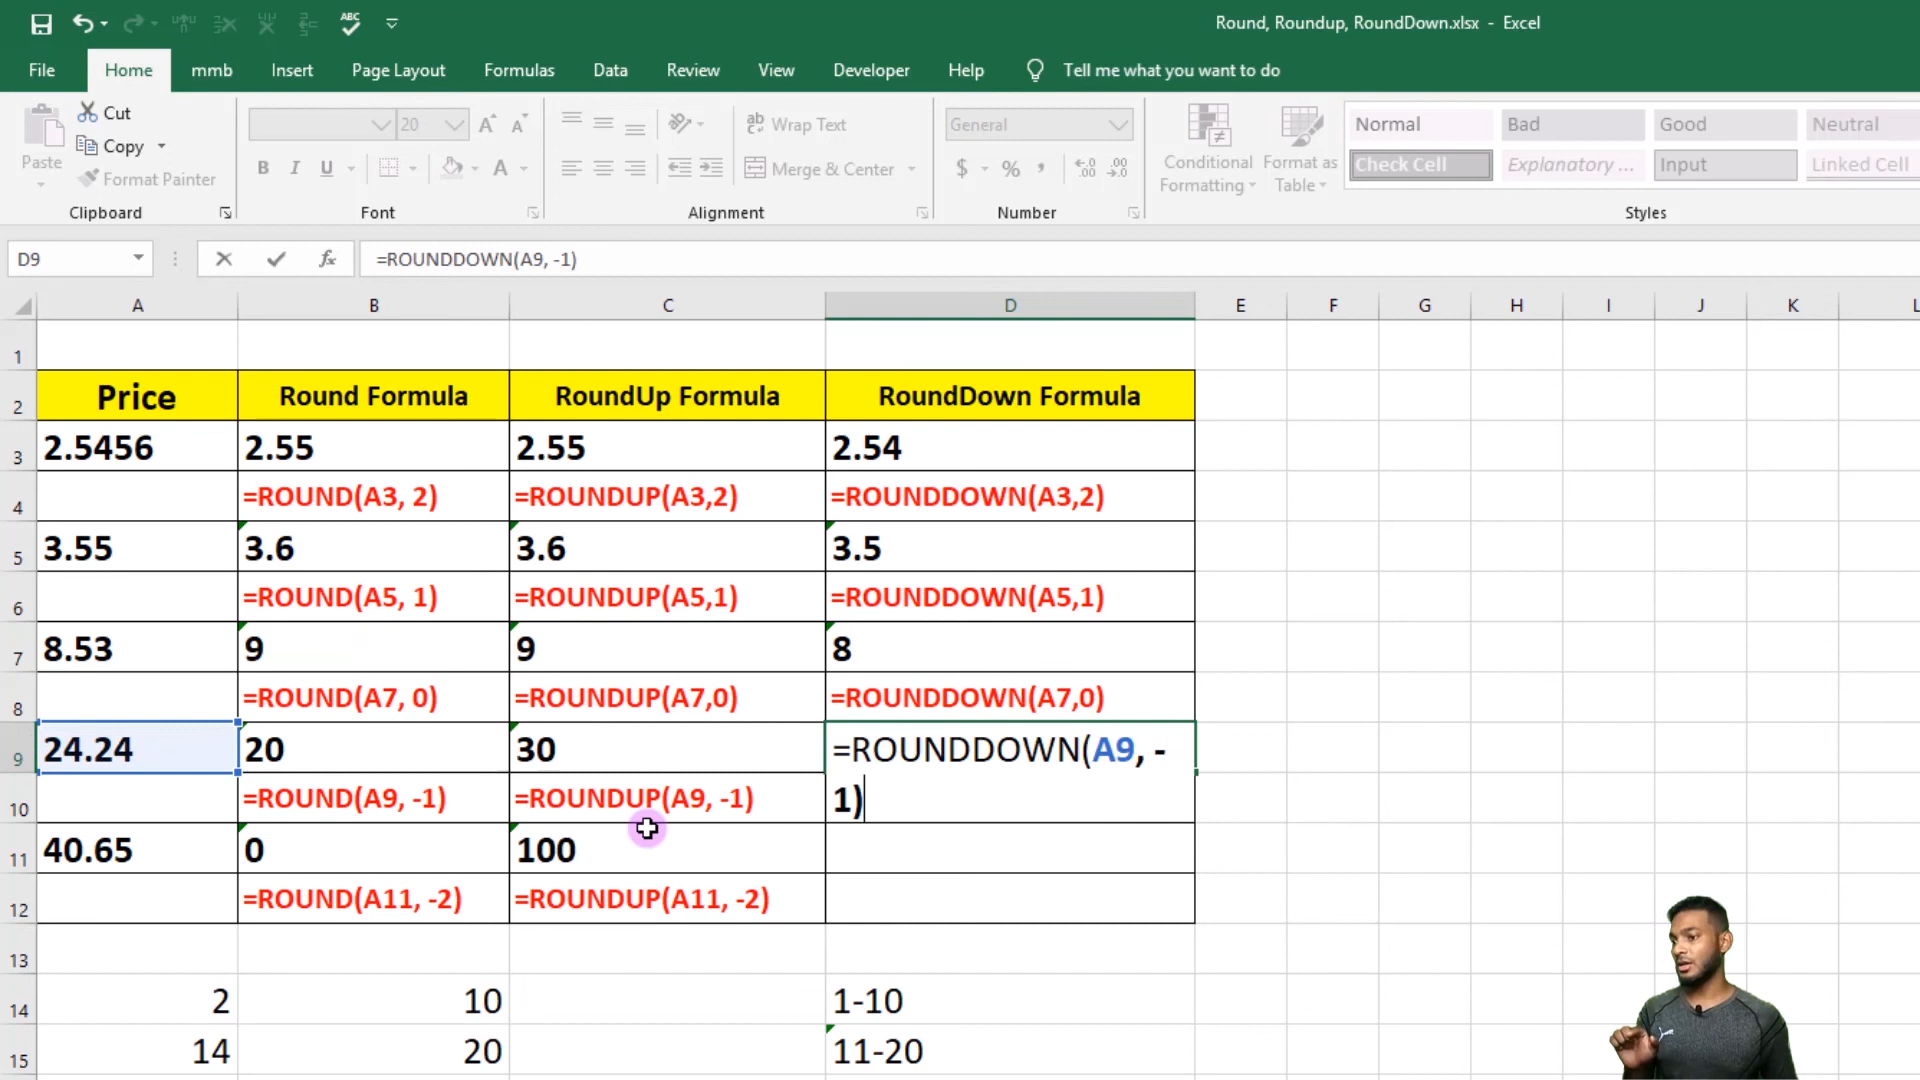 ABC
Round, Roundup, RoundDown.xlsx - Excel
File Home mmb Insert Page Layout Formulas Data Review View Developer Help Tell me what you want to do
Paste
Cut
Copy
Format Painter
Clipboard
20
B I U
Font
Wrap Text
Merge & Center
Alignment
General
$ % ,
Number
Conditional
Formatting
Format as
Table
Normal Bad Good Neutral
Check Cell Explanatory ... Input Linked Cell
Styles
D9 fx =ROUNDDOWN(A9, -1)
A B C D E F G H I J K L
1
2 Price Round Formula RoundUp Formula RoundDown Formula
3 2.5456 2.55 2.55 2.54
4 =ROUND(A3, 2) =ROUNDUP(A3,2) =ROUNDDOWN(A3,2)
5 3.55 3.6 3.6 3.5
6 =ROUND(A5, 1) =ROUNDUP(A5,1) =ROUNDDOWN(A5,1)
7 8.53 9 9 8
8 =ROUND(A7, 0) =ROUNDUP(A7,0) =ROUNDDOWN(A7,0)
9 24.24 20 30 =ROUNDDOWN(A9, -
10 =ROUND(A9, -1) =ROUNDUP(A9, -1) 1)
11 40.65 0 100
12 =ROUND(A11, -2) =ROUNDUP(A11, -2)
13
14 2 10 1-10
15 14 20 11-20